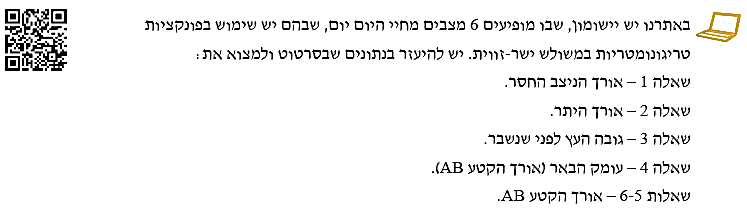 באתרנו יש יישומון, שבו מופיעים 6 מצבים מחיי היום יום, שבהם יש שימוש בפונקציות
טריגונומטריות במשולש ישר-זווית. יש להיעזר בנתונים שבסרטוט ולמצוא את:
שאלה 1 – אורך הניצב החסר.
שאלה 2 – אורך היתר.
שאלה 3 – גובה העץ לפני שנשבר.
שאלה 4 – עומק הבאר (אורך הקטע AB).
שאלות 6-5 – אורך הקטע AB.